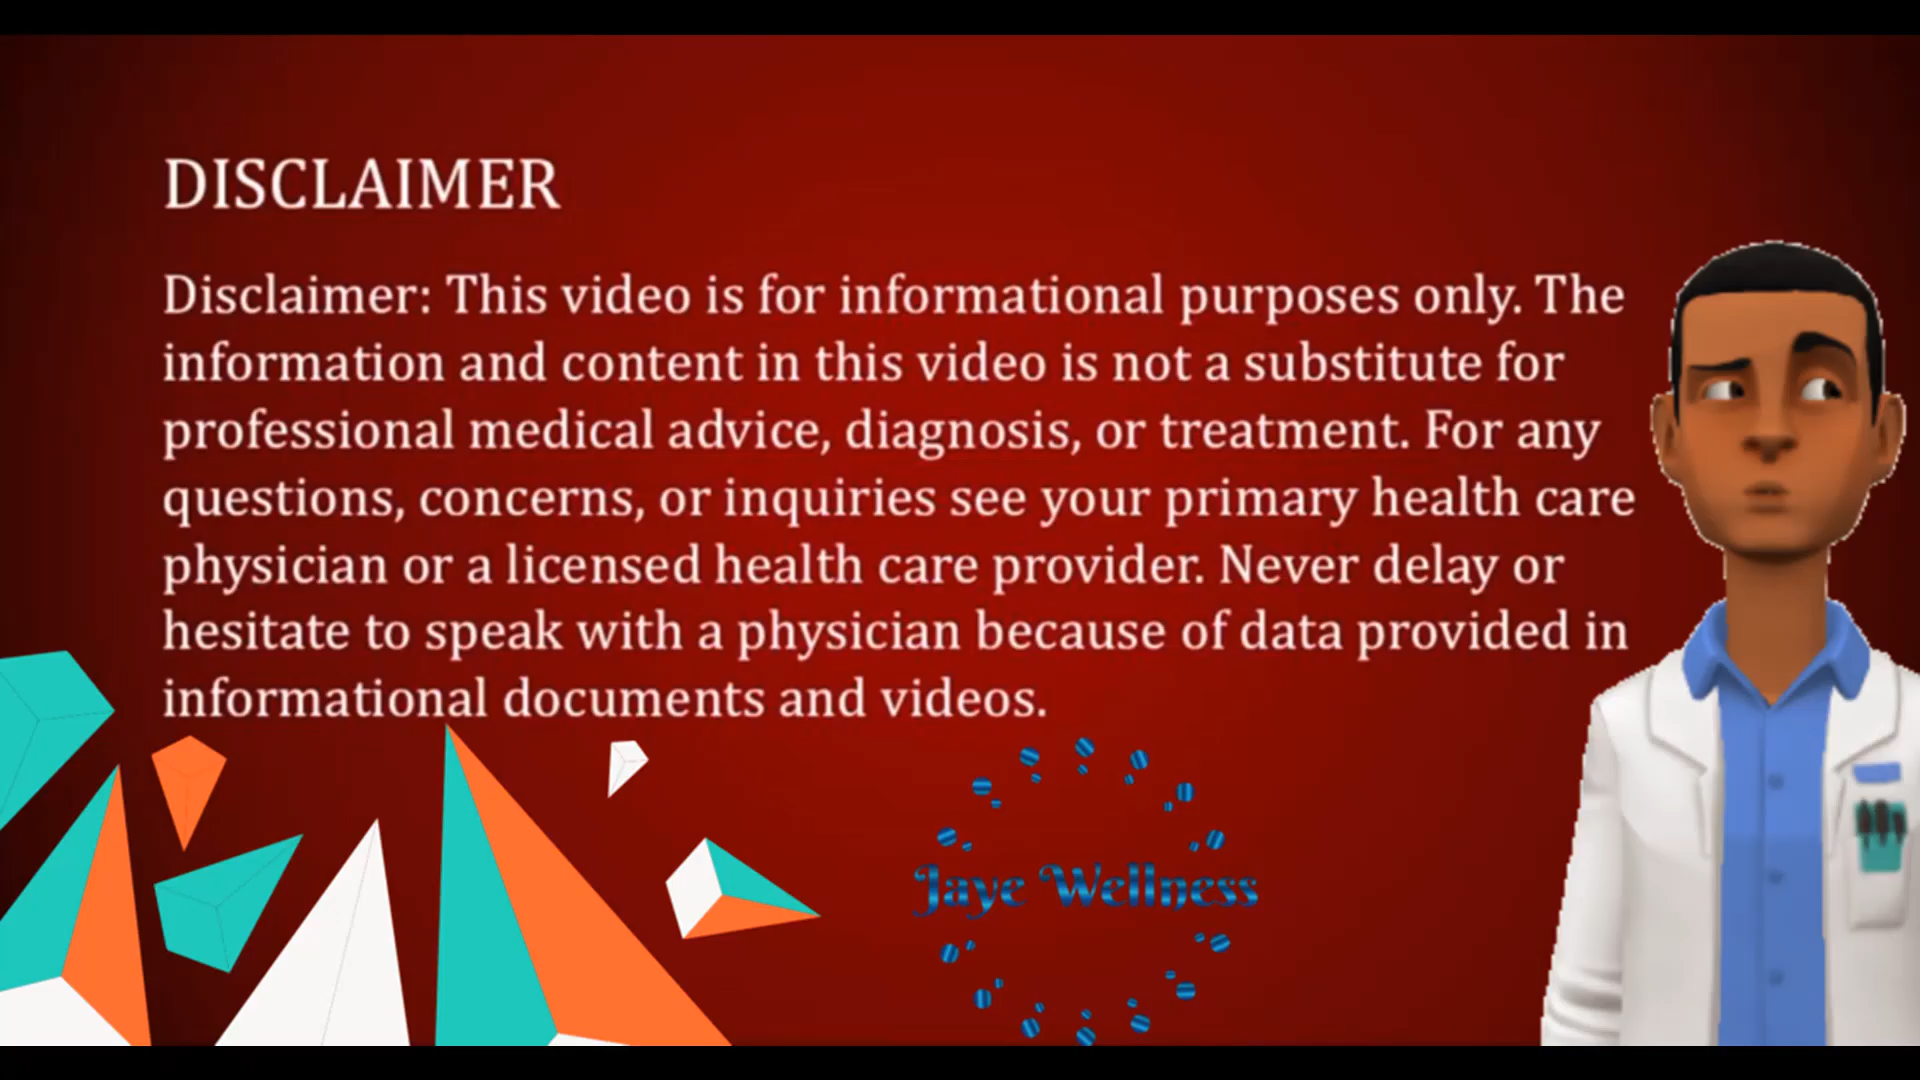 DISCLAIMER
Disclaimer: This video is for informational purposes only. The
information and content in this video is not a substitute for
professional medical advice, diagnosis, or treatment. For any
questions, concerns, or inquiries see your primary health care
physician or a licensed health care provider. Never delay or
hesitate to speak with a physician because of data provided in
informational documents and videos.
Jaye Wellness